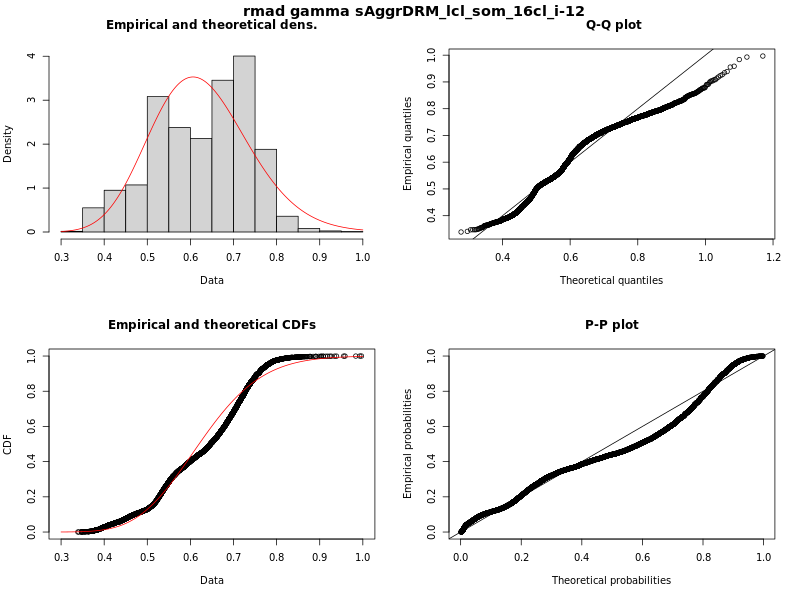 rmad gamma sAggrDRM_lcl_som_16cl_i-12
Empirical and theoretical dens.
Density
0 1 2 3 4
0.3 0.4 0.5 0.6 0.7 0.8 0.9 1.0
Data
Q-Q plot
Empirical quantiles
0.4 0.5 0.6 0.7 0.8 0.9 1.0
0.4 0.6 0.8 1.0 1.2
Theoretical quantiles
Empirical and theoretical CDFs
CDF
0.0 0.2 0.4 0.6 0.8 1.0
0.3 0.4 0.5 0.6 0.7 0.8 0.9 1.0
Data
P-P plot
Empirical probabilities
0.0 0.2 0.4 0.6 0.8 1.0
0.0 0.2 0.4 0.6 0.8 1.0
Theoretical probabilities